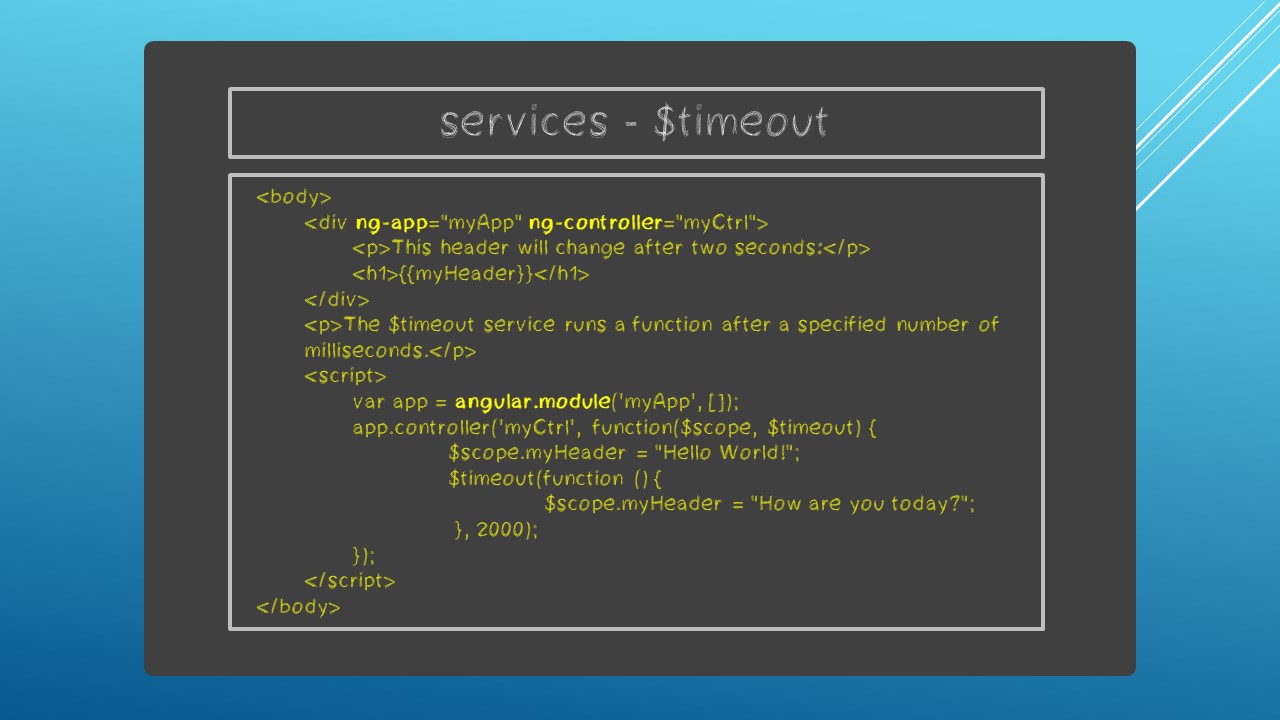 services - $timeout
<body>
<div ng-app="myApp" ng-controller="myCtrl">
<p>This header will change after two seconds:</p>
<h1>{{myHeader}}</h1>
</div>
<p>The $timeout service runs a function after a specified number of
milliseconds.</p>
<script>
var app = angular.module('myApp', []);
app.controller('myCtrl', function($scope, $timeout) {
$scope.myHeader = "Hello World!";
$timeout(function () {
$scope.myHeader = "How are you today?";
}, 2000);
});
</script>
</body>